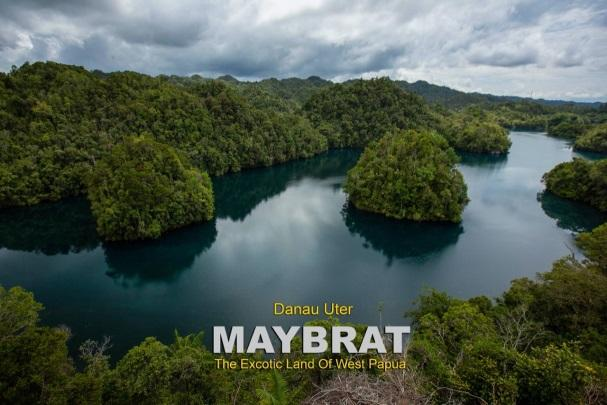 Danau Uter
MAYBRAT
The Excotic Land Of West Papua